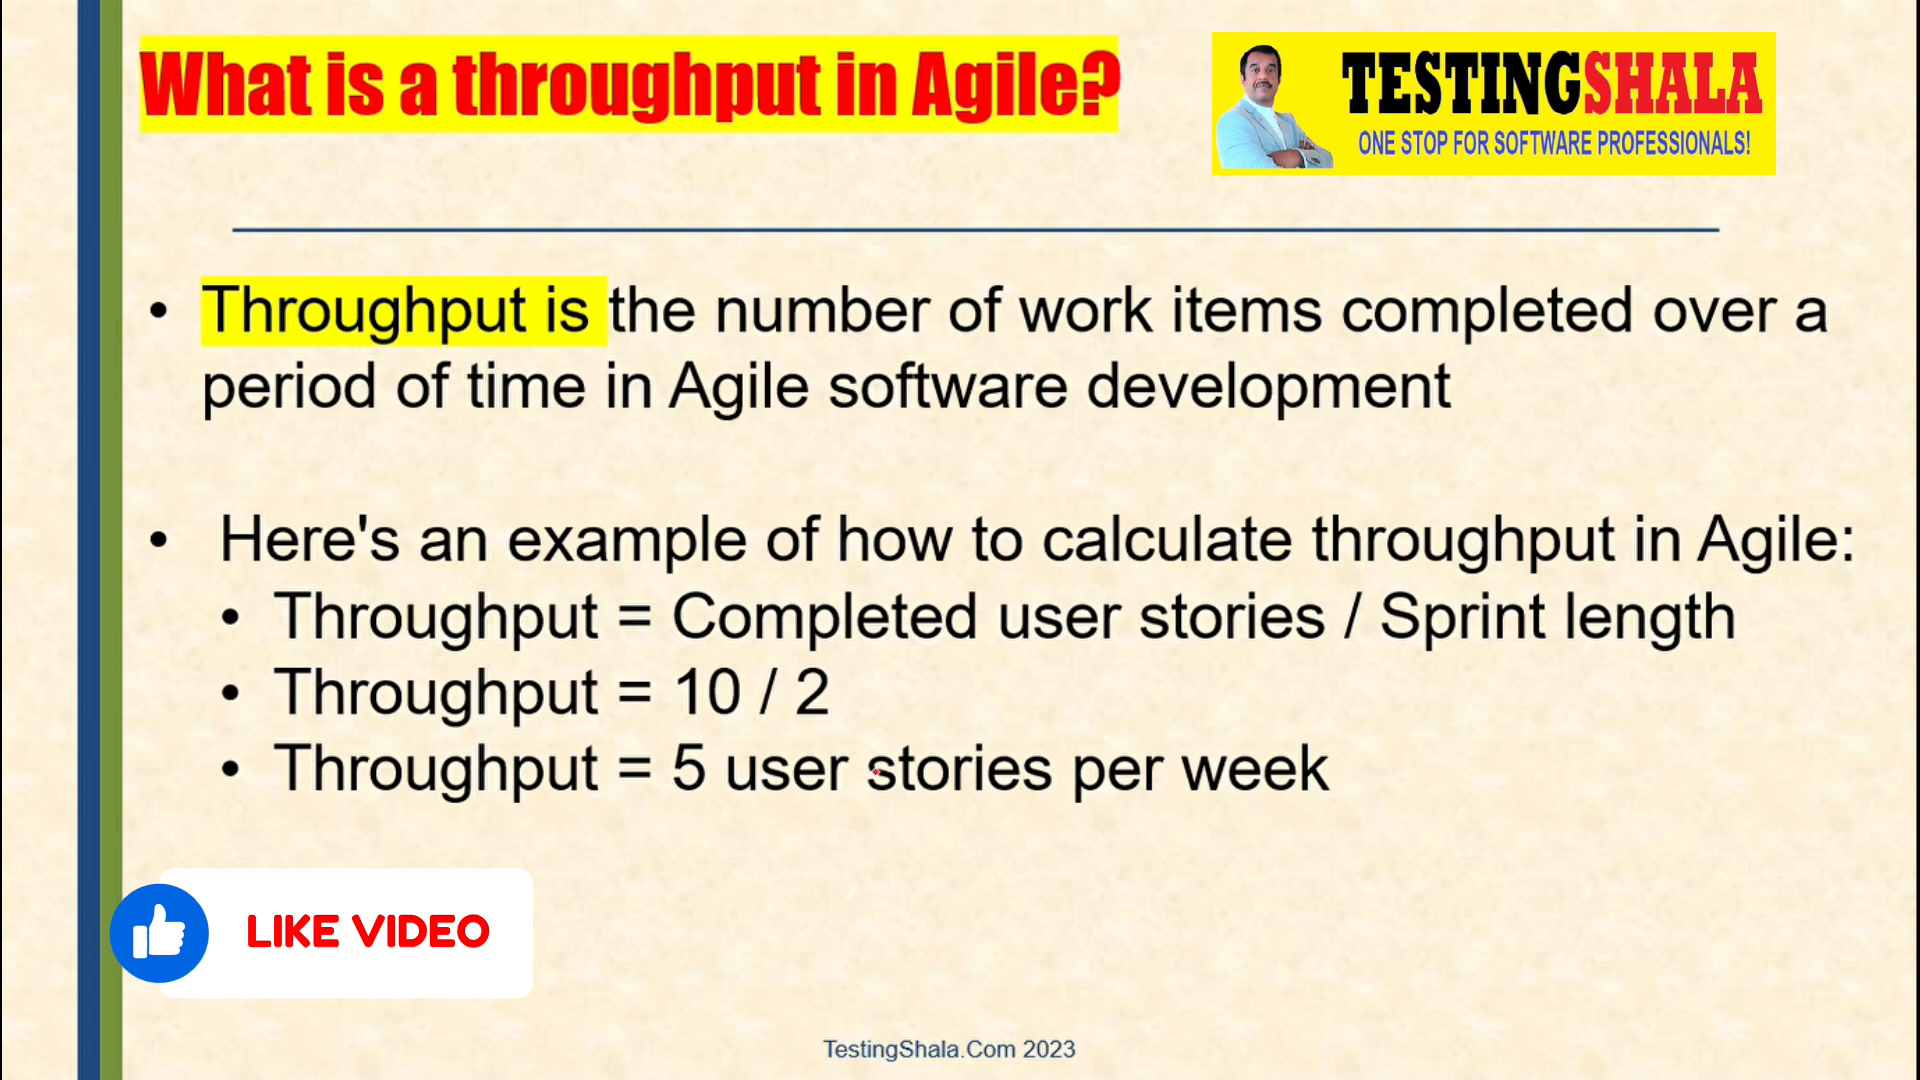 What is a throughput in Agile?
TESTINGSHALA
ONE STOP FOR SOFTWARE PROFESSIONALS!
• Throughput is the number of work items completed over a
period of time in Agile software development
• Here's an example of how to calculate throughput in Agile:
• Throughput = Completed user stories / Sprint length
• Throughput = 10 / 2
• Throughput = 5 user stories per week
LIKE VIDEO
TestingShala.Com 2023